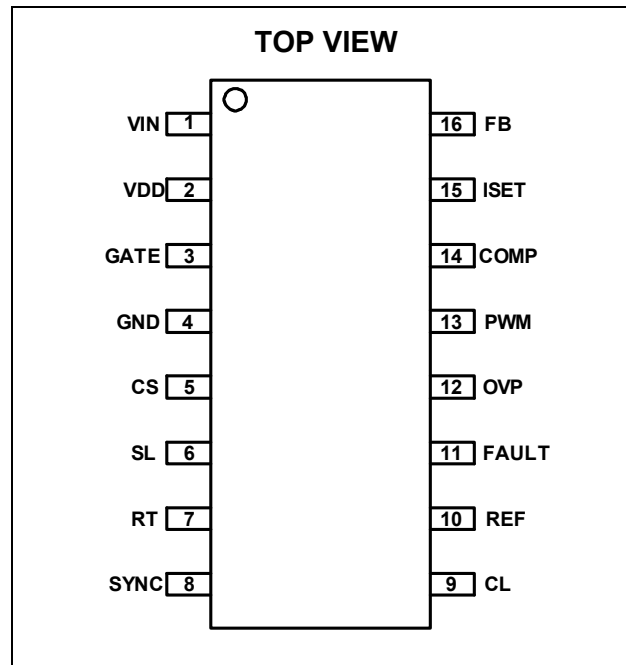 TOP VIEW
VIN 1
16 FB
VDD 2
15 ISET
GATE 3
14 COMP
GND 4
13 PWM
CS 5
12 OVP
SL 6
11 FAULT
RT 7
10 REF
SYNC 8
9 CL